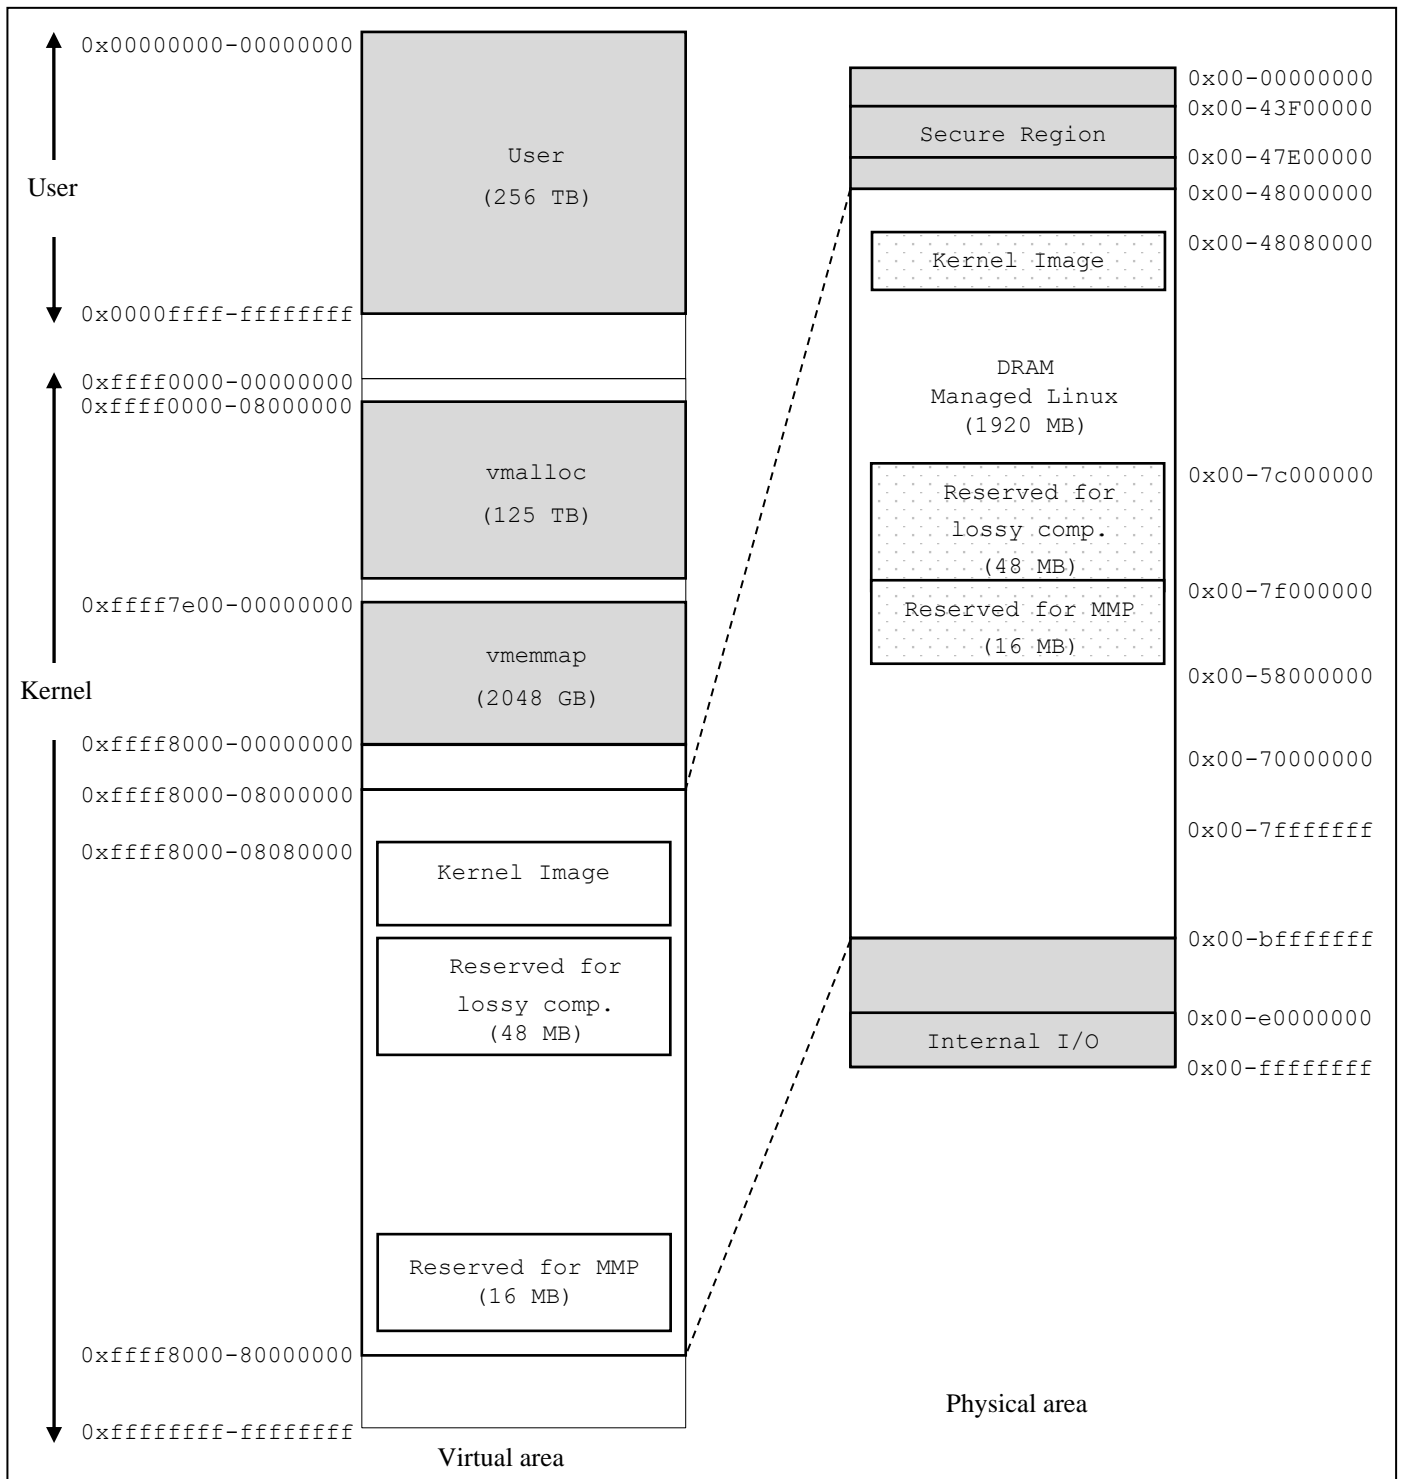 User
Kernel
0x00000000-00000000
0x0000ffff-ffffffff
0xffff0000-00000000
0xffff0000-08000000
0xffff7e00-00000000
0xffff8000-00000000
0xffff8000-08000000
0xffff8000-08080000
0xffff8000-80000000
0xffffffff-ffffffff
User
(256 TB)
vmalloc
(125 TB)
vmemmap
(2048 GB)
Kernel Image
Reserved for
lossy comp.
(48 MB)
Reserved for MMP
(16 MB)
Virtual area
Secure Region
Kernel Image
DRAM
Managed Linux
(1920 MB)
Reserved for
lossy comp.
(48 MB)
Reserved for MMP
(16 MB)
Internal I/O
0x00-00000000
0x00-43F00000
0x00-47E00000
0x00-48000000
0x00-48080000
0x00-7c000000
0x00-7f000000
0x00-58000000
0x00-70000000
0x00-7fffffff
0x00-bfffffff
0x00-e0000000
0x00-ffffffff
Physical area